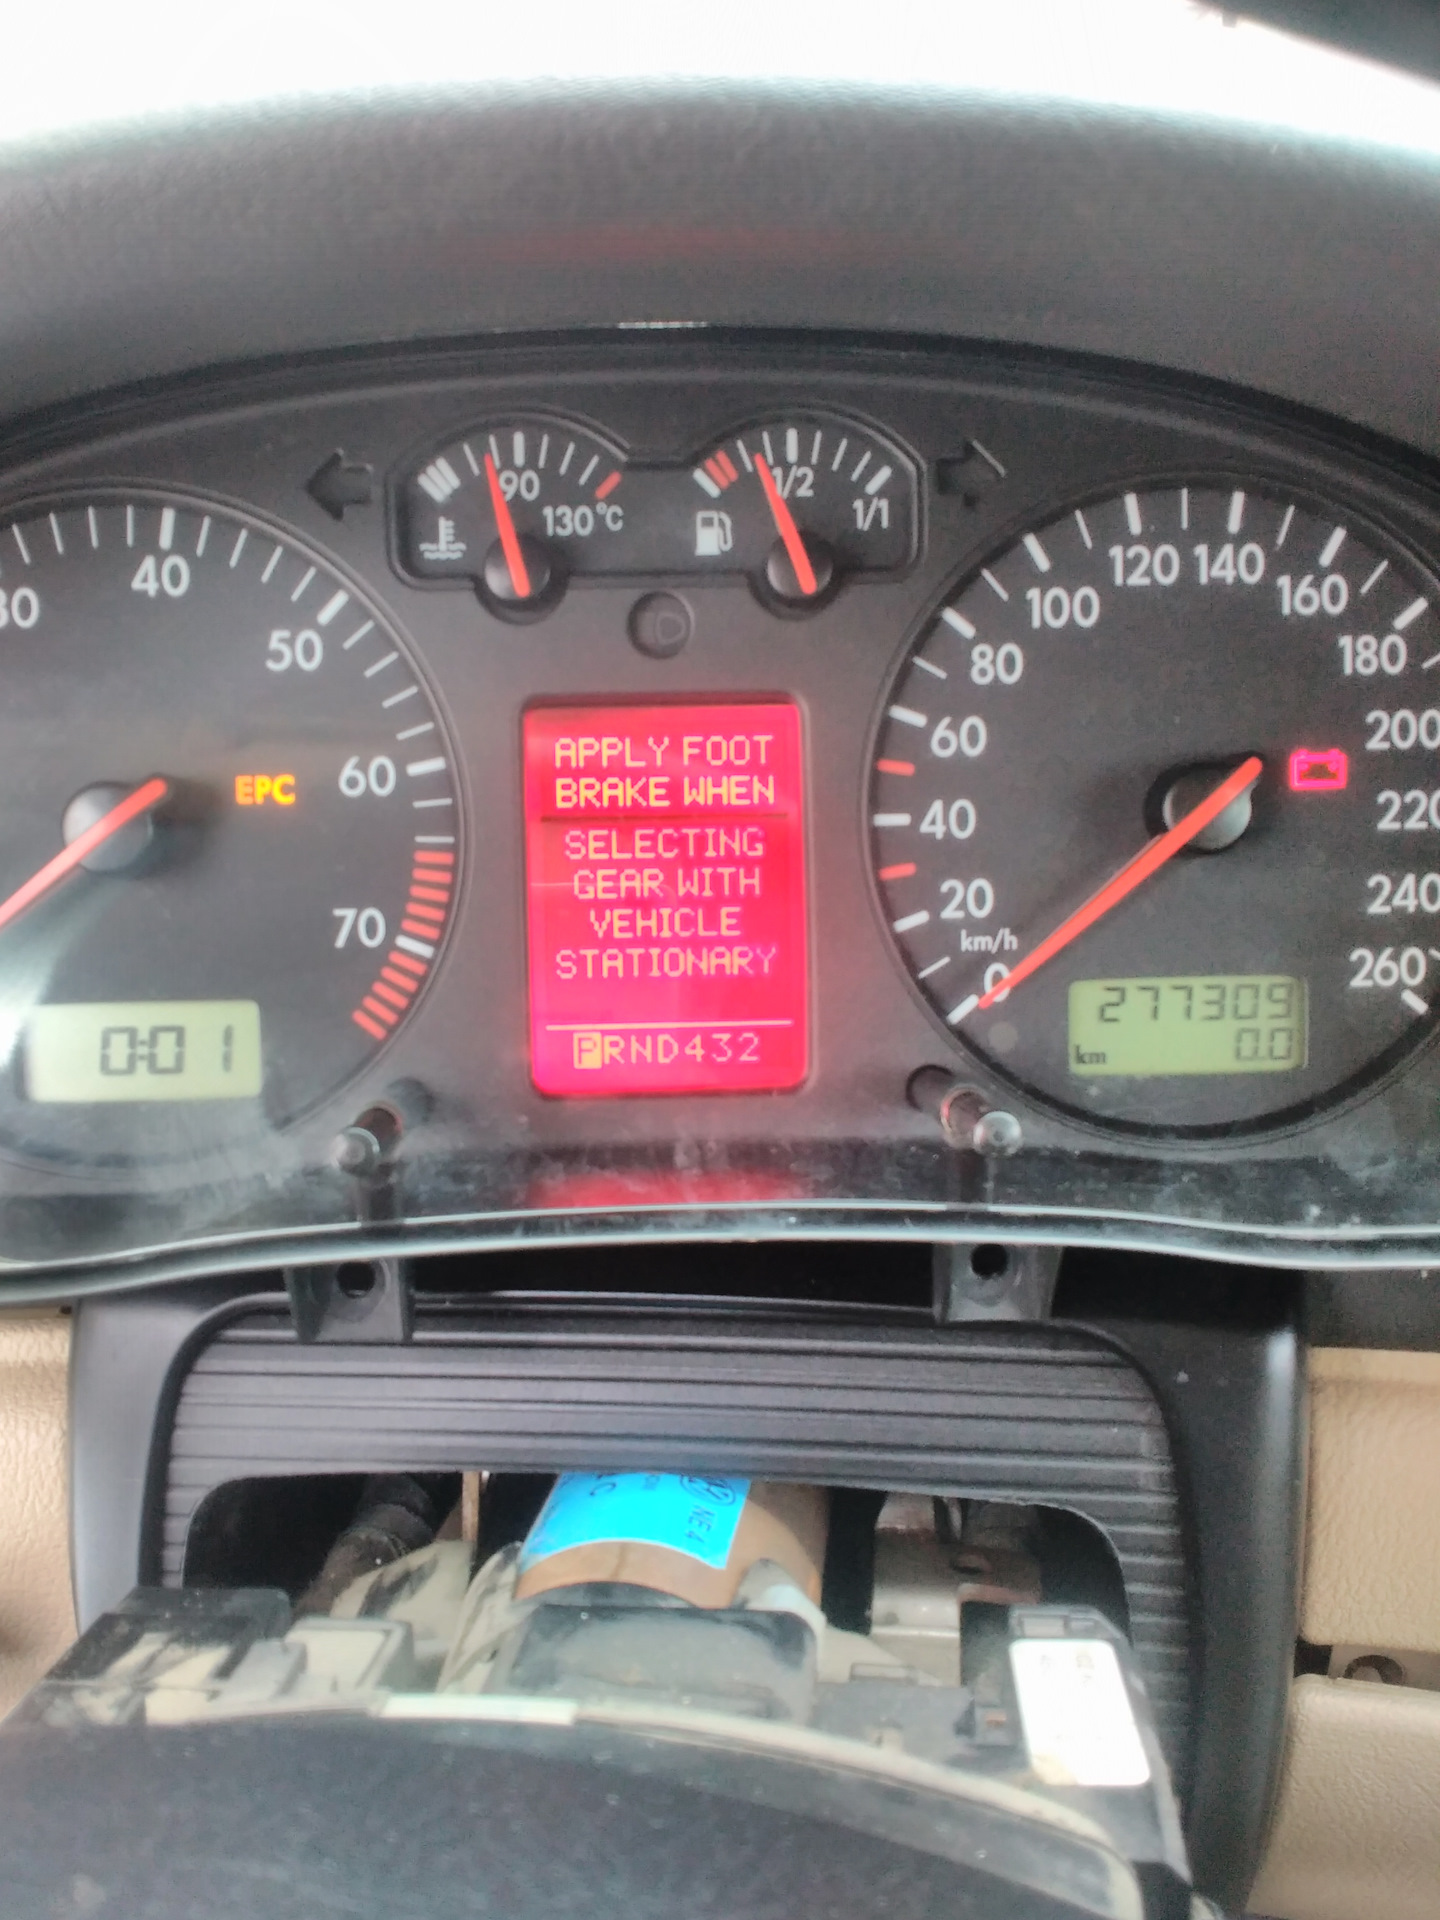 90
130°C
1/2
1/1
40
50
60
70
EPC
0:01
APPLY FOOT
BRAKE WHEN
SELECTING
GEAR WITH
VEHICLE
STATIONARY
PRND432
0
20
40
60
80
100
120
140
160
180
200
220
240
260
km/h
277309
km 0.0
NE4